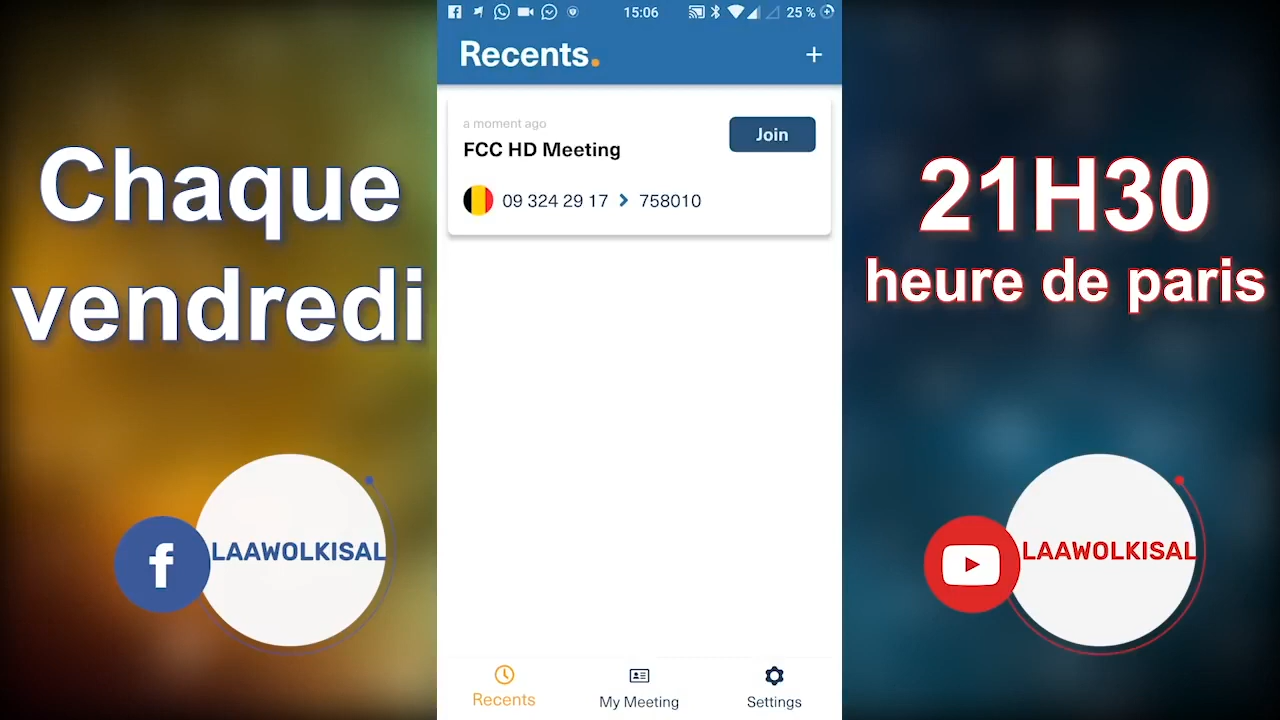 Chaque
vendredi
LAAWOLKISAL
15:06
25 %
Recents.
a moment ago
FCC HD Meeting
Join
09 324 29 17
758010
Recents
My Meeting
Settings
21H30
heure de paris
LAAWOLKISAL